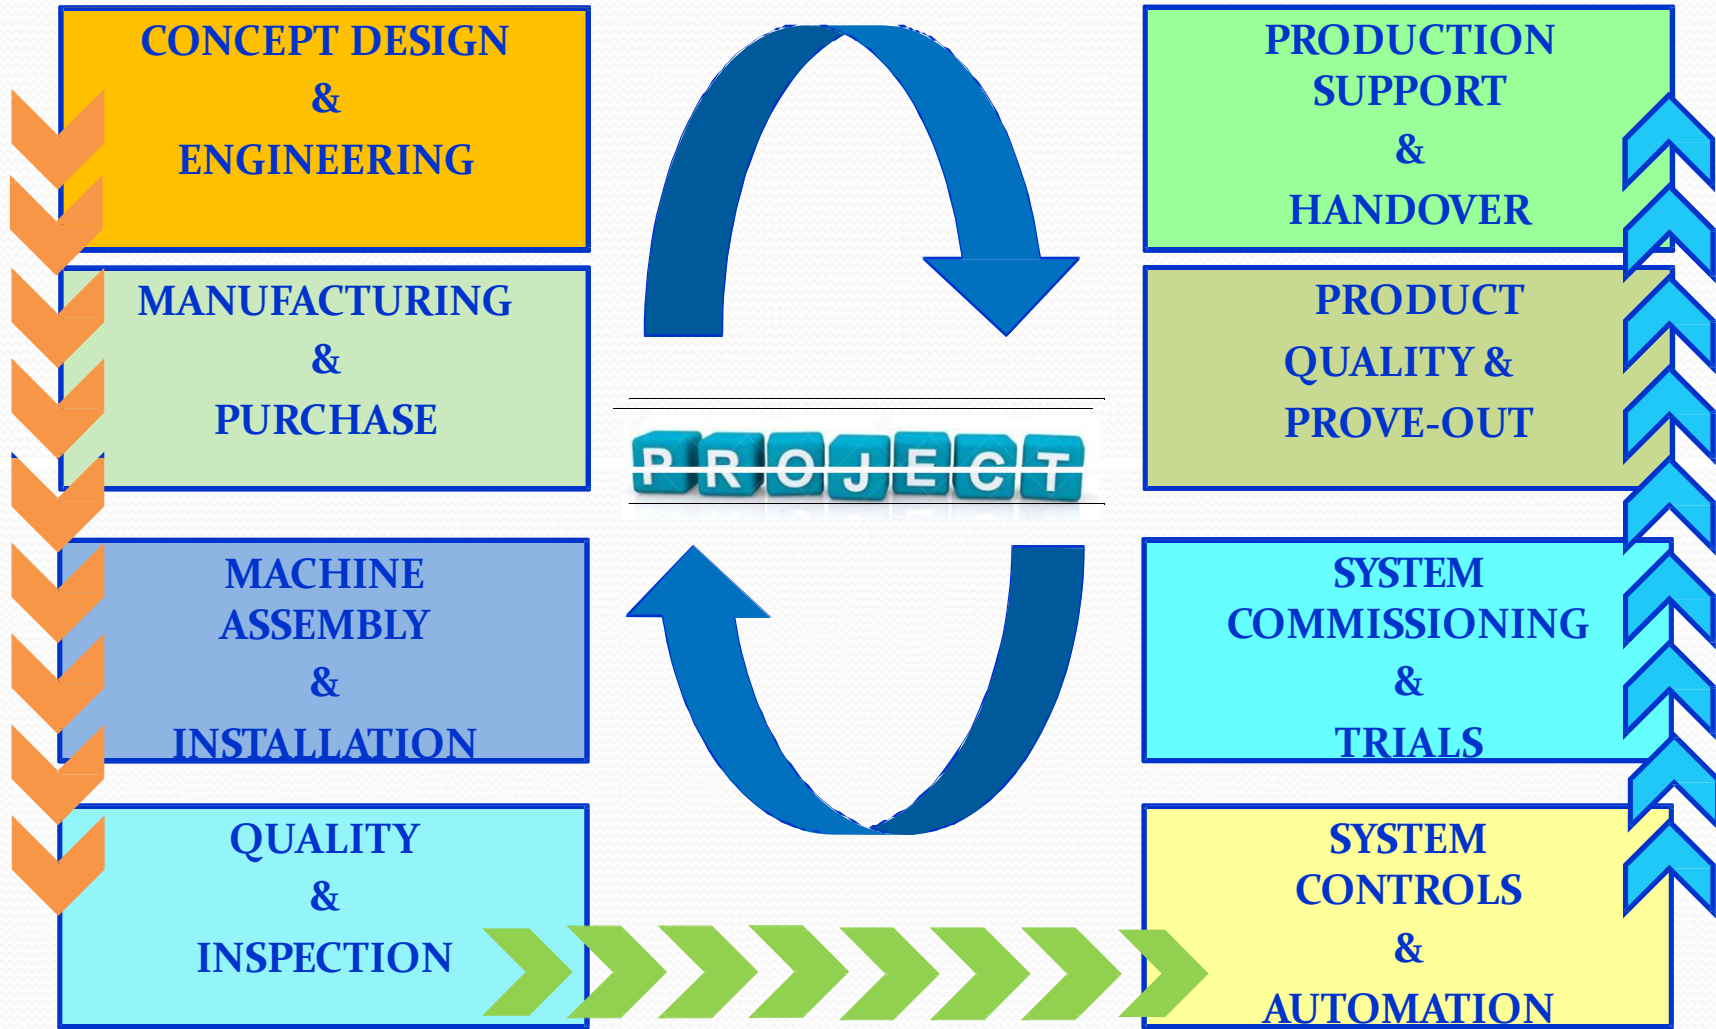 CONCEPT DESIGN
&
ENGINEERING
MANUFACTURING
&
PURCHASE
MACHINE
ASSEMBLY
&
INSTALLATION
QUALITY
&
INSPECTION
PROJECT
PRODUCTION
SUPPORT
&
HANDOVER
PRODUCT
QUALITY &
PROVE-OUT
SYSTEM
COMMISSIONING
&
TRIALS
SYSTEM
CONTROLS
&
AUTOMATION